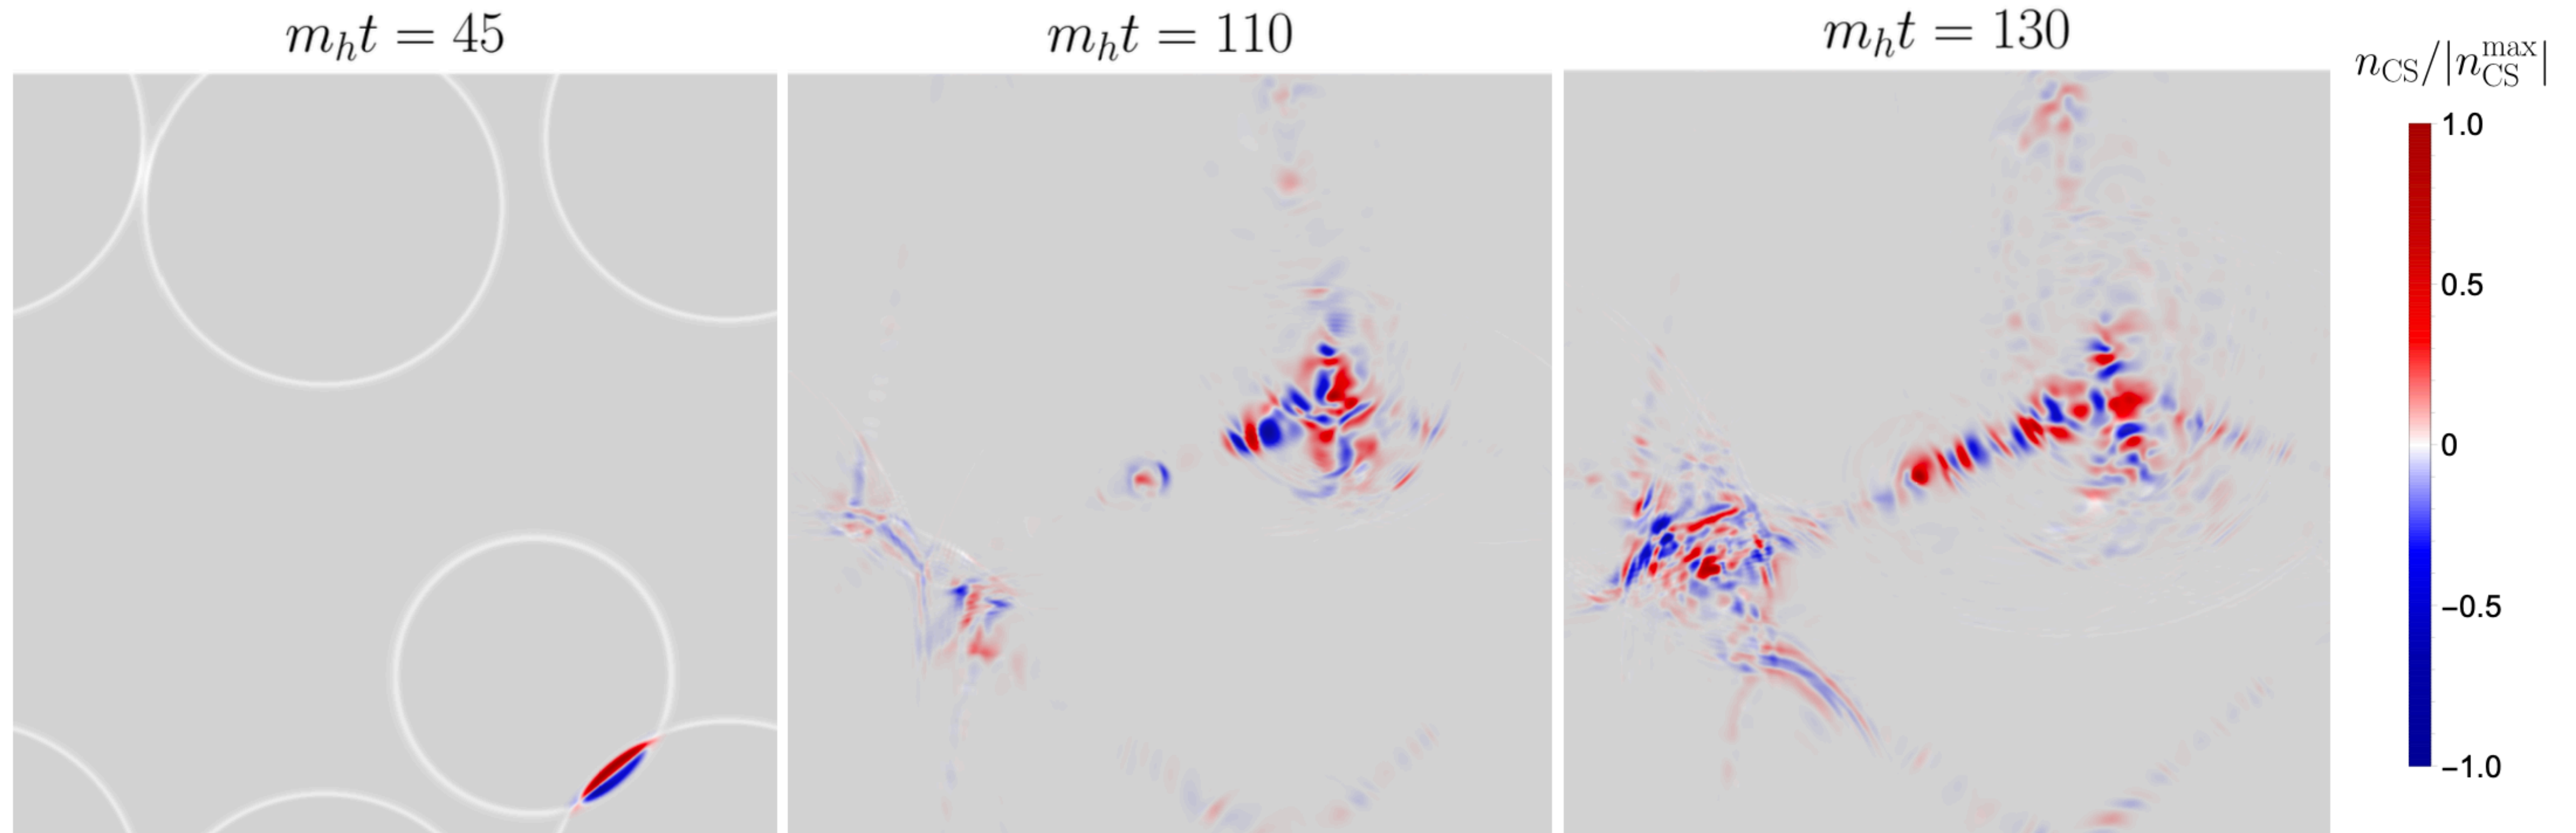 m_h t = 45
m_h t = 110
m_h t = 130
n_CS/|n_CS^max|
1.0
0.5
0
−0.5
−1.0